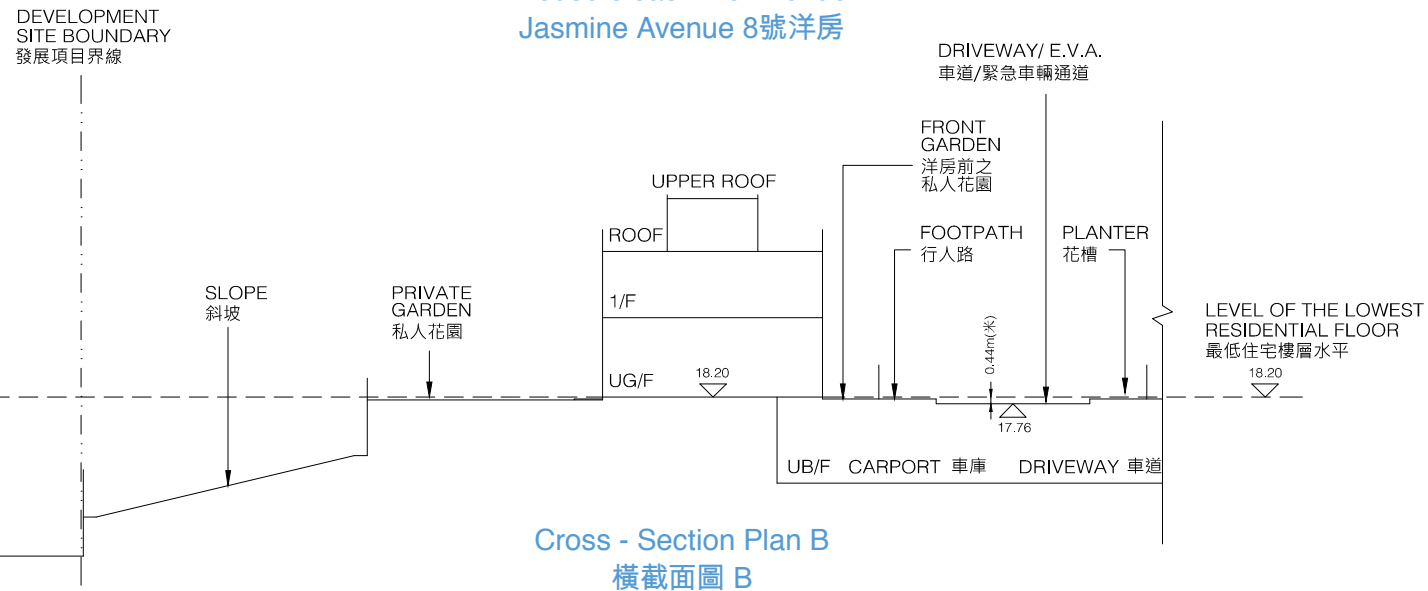 DEVELOPMENT
SITE BOUNDARY
發展項目界線
Jasmine Avenue 8號洋房
DRIVEWAY/ E.V.A.
車道/緊急車輛通道
FRONT
GARDEN
洋房前之
私人花園
UPPER ROOF
ROOF
FOOTPATH
行人路
PLANTER
花槽
SLOPE
斜坡
PRIVATE
GARDEN
私人花園
1/F
0.44m(米)
LEVEL OF THE LOWEST
RESIDENTIAL FLOOR
最低住宅樓層水平
UG/F
18.20
18.20
17.76
UB/F CARPORT 車庫 DRIVEWAY 車道
Cross - Section Plan B
橫截面圖 B